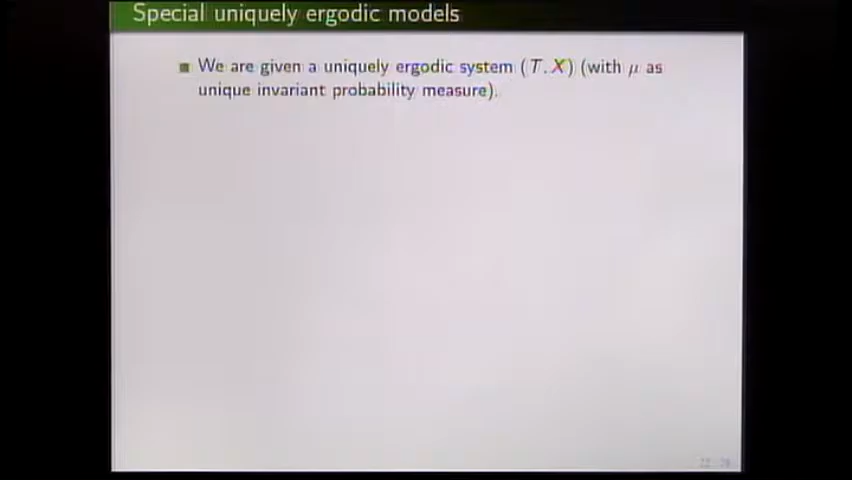 Special uniquely ergodic models
We are given a uniquely ergodic system (T.X) (with μ as
unique invariant probability measure).